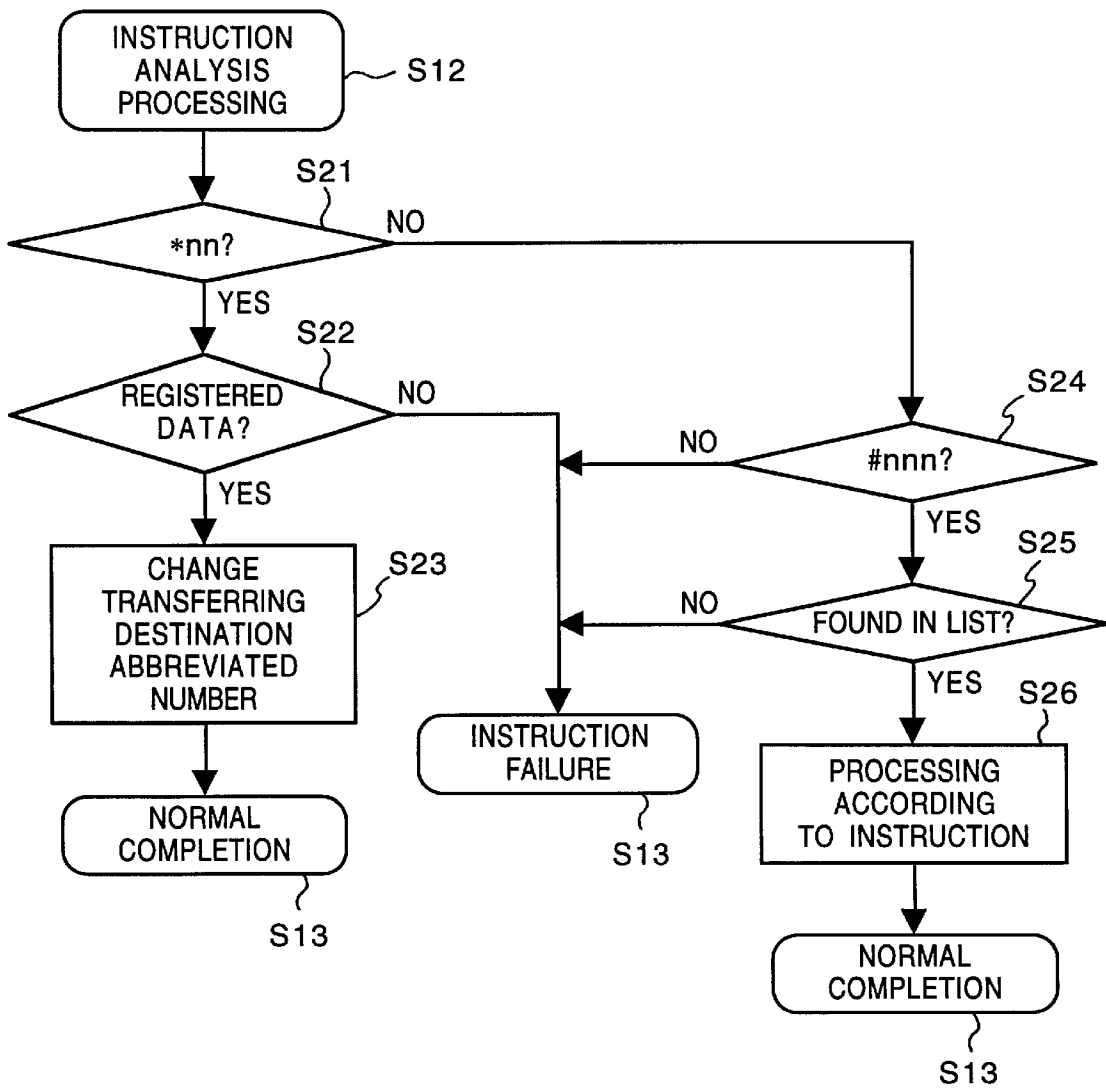 INSTRUCTION
ANALYSIS
PROCESSING
S12
S21
*nn?
NO
YES
S22
REGISTERED
DATA?
NO
YES
S24
#nnn?
NO
YES
S23
CHANGE
TRANSFERRING
DESTINATION
ABBREVIATED
NUMBER
S25
FOUND IN LIST?
NO
YES
S26
PROCESSING
ACCORDING
TO INSTRUCTION
INSTRUCTION
FAILURE
S13
NORMAL
COMPLETION
S13
NORMAL
COMPLETION
S13